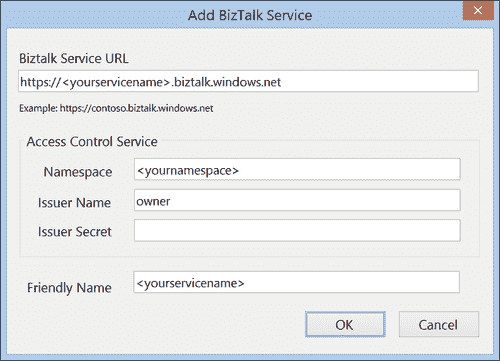 Add BizTalk Service
Biztalk Service URL
https://<yourservicename>.biztalk.windows.net
Example: https://contoso.biztalk.windows.net
Access Control Service
Namespace <yournamespace>
Issuer Name owner
Issuer Secret
Friendly Name <yourservicename>
OK Cancel